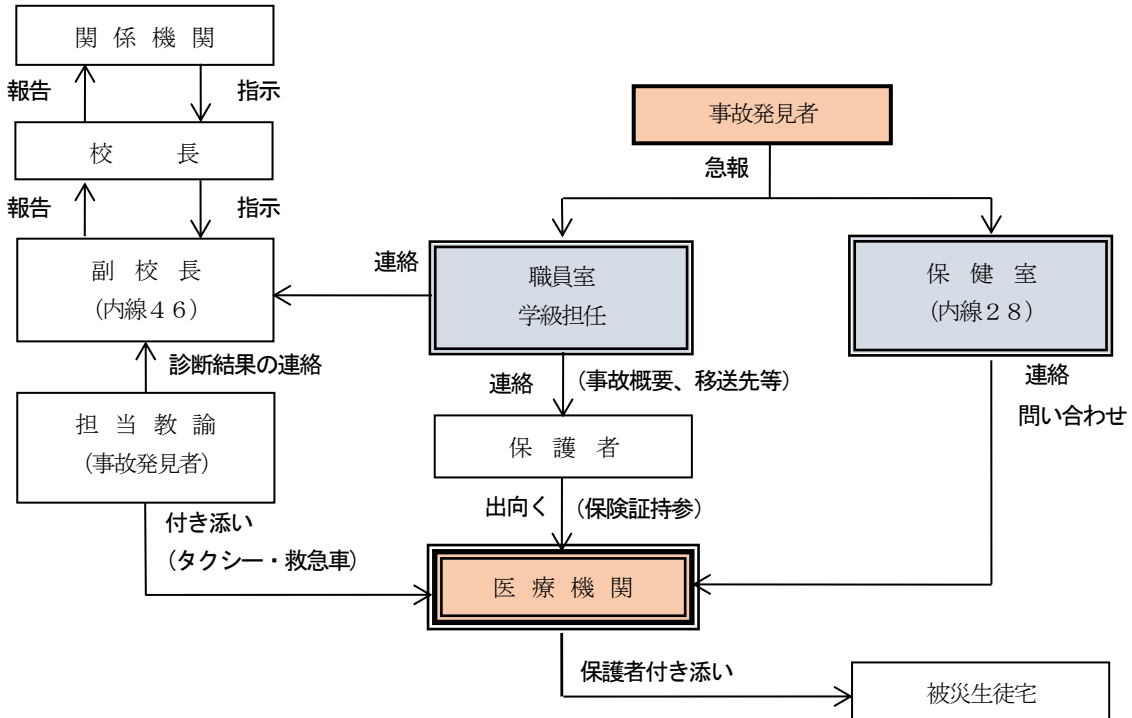 関係機関
報告
指示
事故発見者
校長
急報
報告
指示
副校長
(内線46)
連絡
職員室
学級担任
保健室
(内線28)
診断結果の連絡
連絡
(事故概要、移送先等)
連絡
問い合わせ
担当教諭
(事故発見者)
保護者
出向く
(保険証持参)
付き添い
(タクシー・救急車)
医療機関
保護者付き添い
被災生徒宅